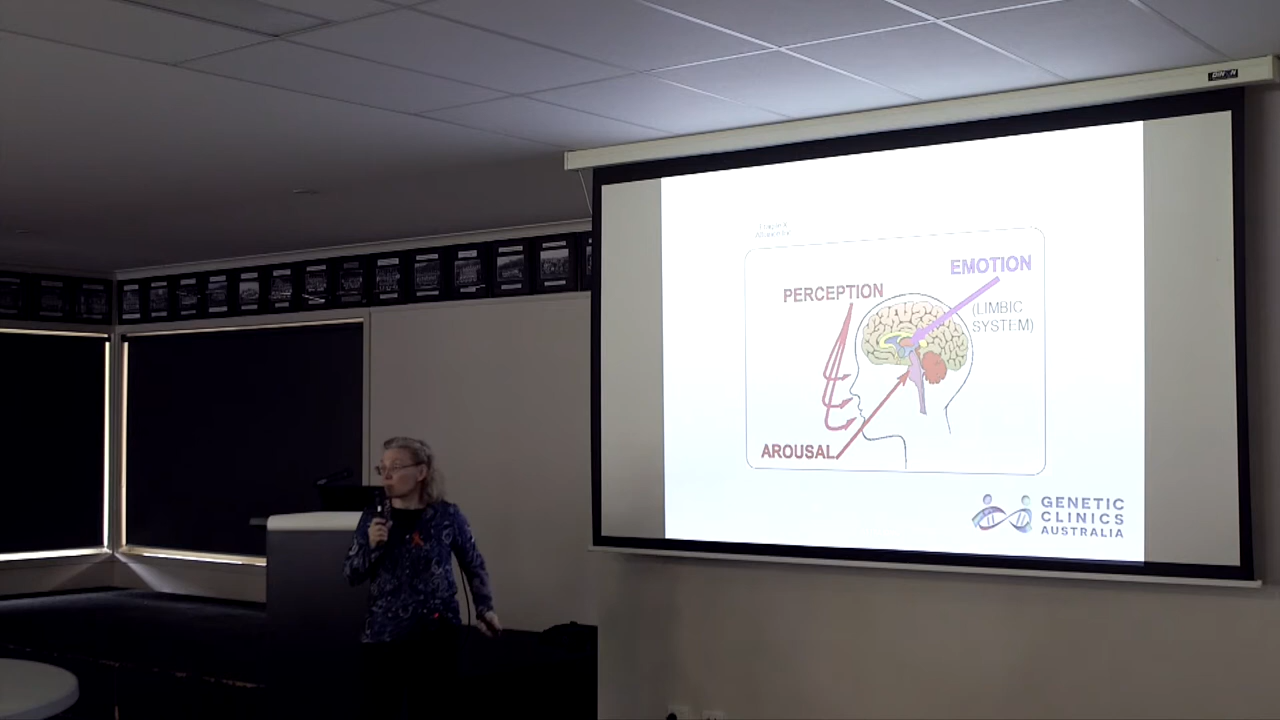 EMOTION
PERCEPTION
(LIMBIC
SYSTEM)
AROUSAL
GENETIC
CLINICS
AUSTRALIA